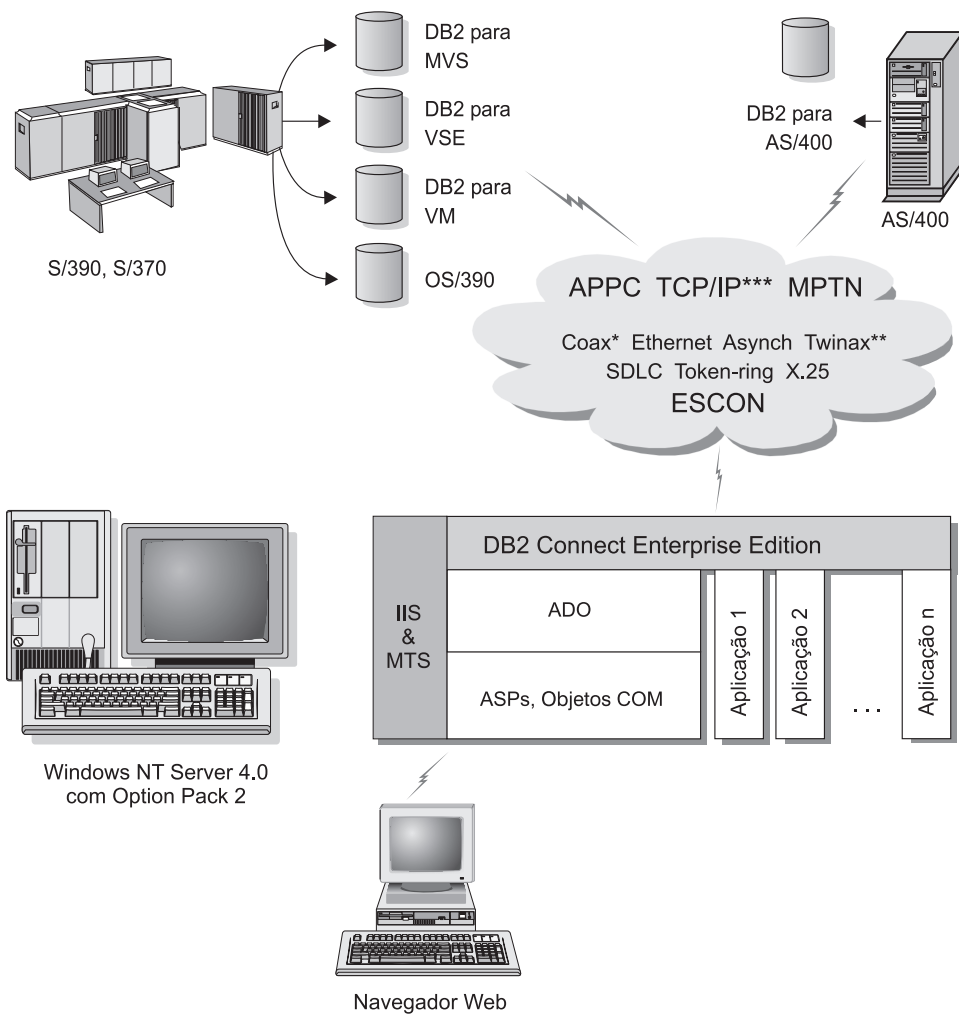 DB2 para
MVS
DB2 para
VSE
DB2 para
VM
OS/390
S/390, S/370
DB2 para
AS/400
AS/400
APPC TCP/IP*** MPTN
Coax* Ethernet Asynch Twinax**
SDLC Token-ring X.25
ESCON
DB2 Connect Enterprise Edition
IIS
&
MTS
ADO
ASPs, Objetos COM
Aplicação 1
Aplicação 2
. . .
Aplicação n
Windows NT Server 4.0
com Option Pack 2
Navegador Web